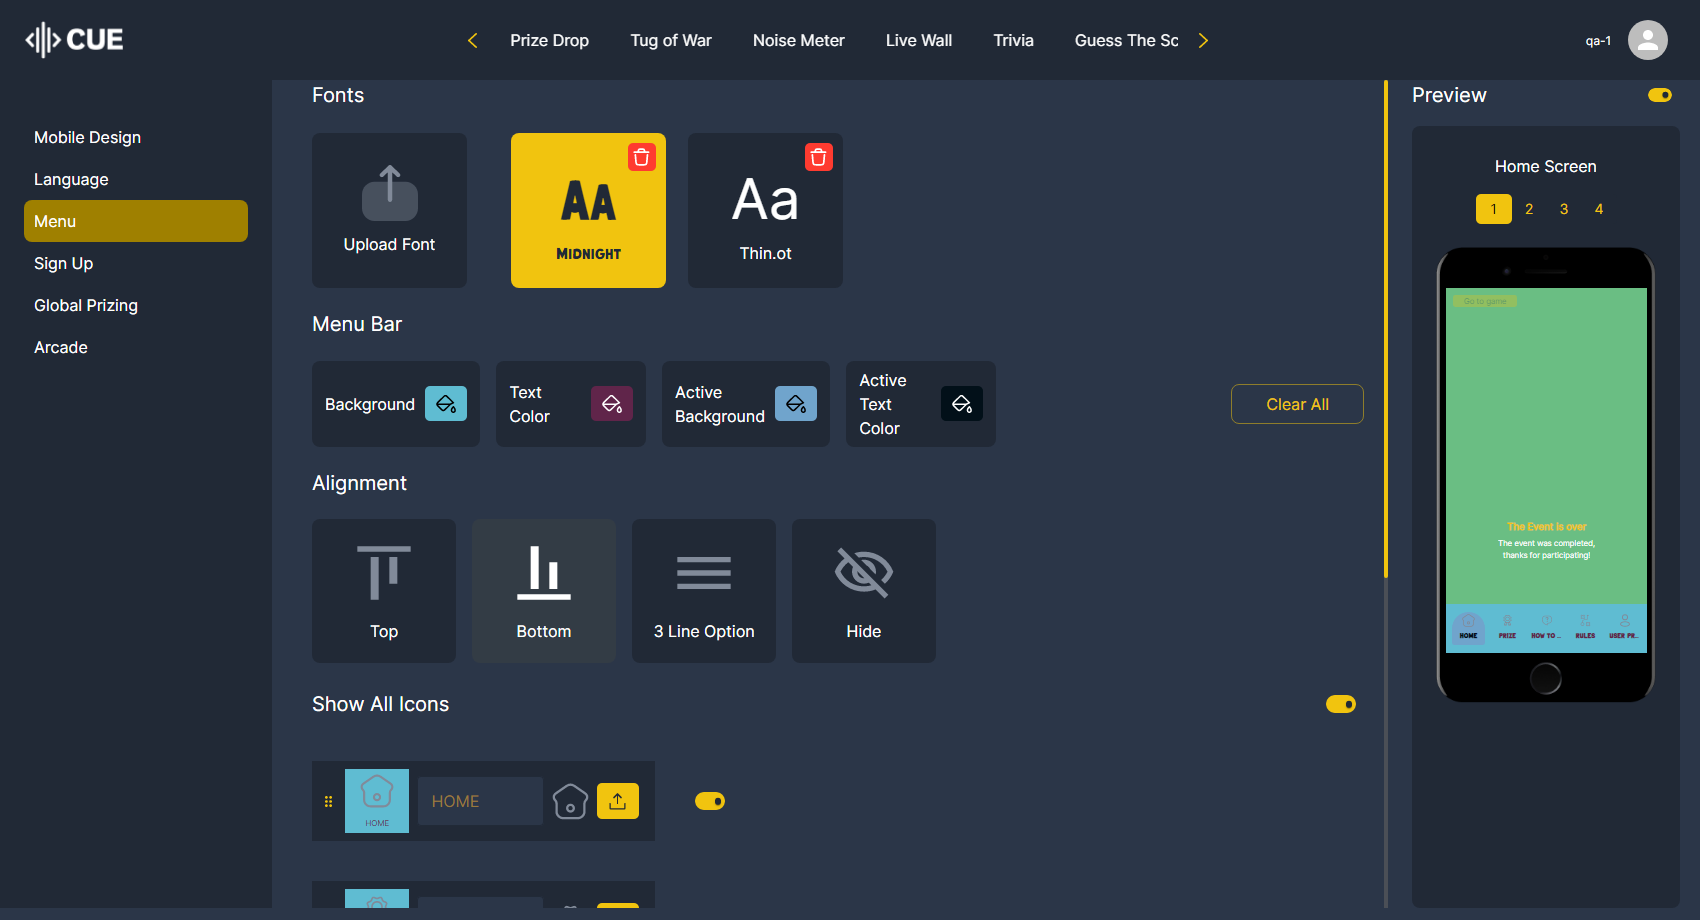 CUE
Prize Drop
Tug of War
Noise Meter
Live Wall
Trivia
Guess The Sc
qa-1
Mobile Design
Language
Menu
Sign Up
Global Prizing
Arcade
Fonts
Upload Font
AA
MIDNIGHT
Aa
Thin.ot
Menu Bar
Background
Text
Color
Active
Background
Active
Text
Color
Clear All
Alignment
Top
Bottom
3 Line Option
Hide
Show All Icons
HOME
HOME
Preview
Home Screen
1 2 3 4
Go to game
The Event is over
The event was completed,
thanks for participating!
HOME PRIZE HOW TO ... RULES USER PR...